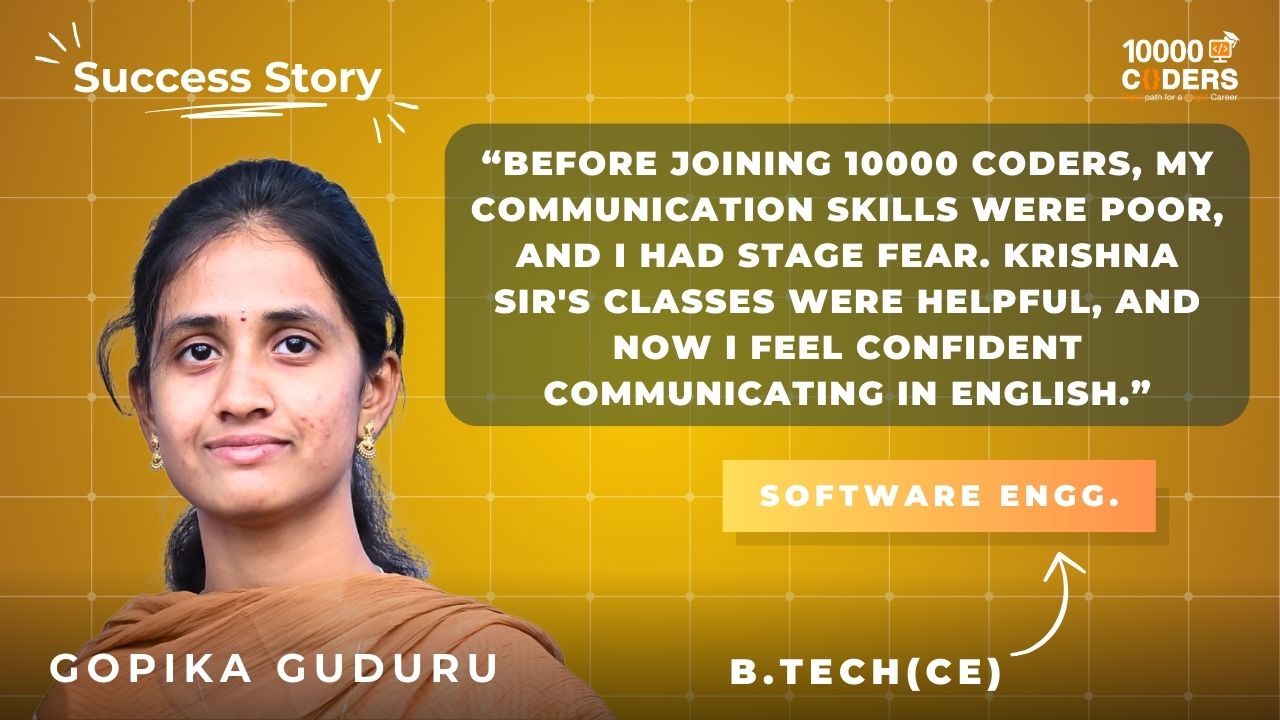 Success Story
10000
CODERS
path for a Career.
“BEFORE JOINING 10000 CODERS, MY
COMMUNICATION SKILLS WERE POOR,
AND I HAD STAGE FEAR. KRISHNA
SIR'S CLASSES WERE HELPFUL, AND
NOW I FEEL CONFIDENT
COMMUNICATING IN ENGLISH.”
SOFTWARE ENGG.
GOPIKA GUDURU
B.TECH(CE)